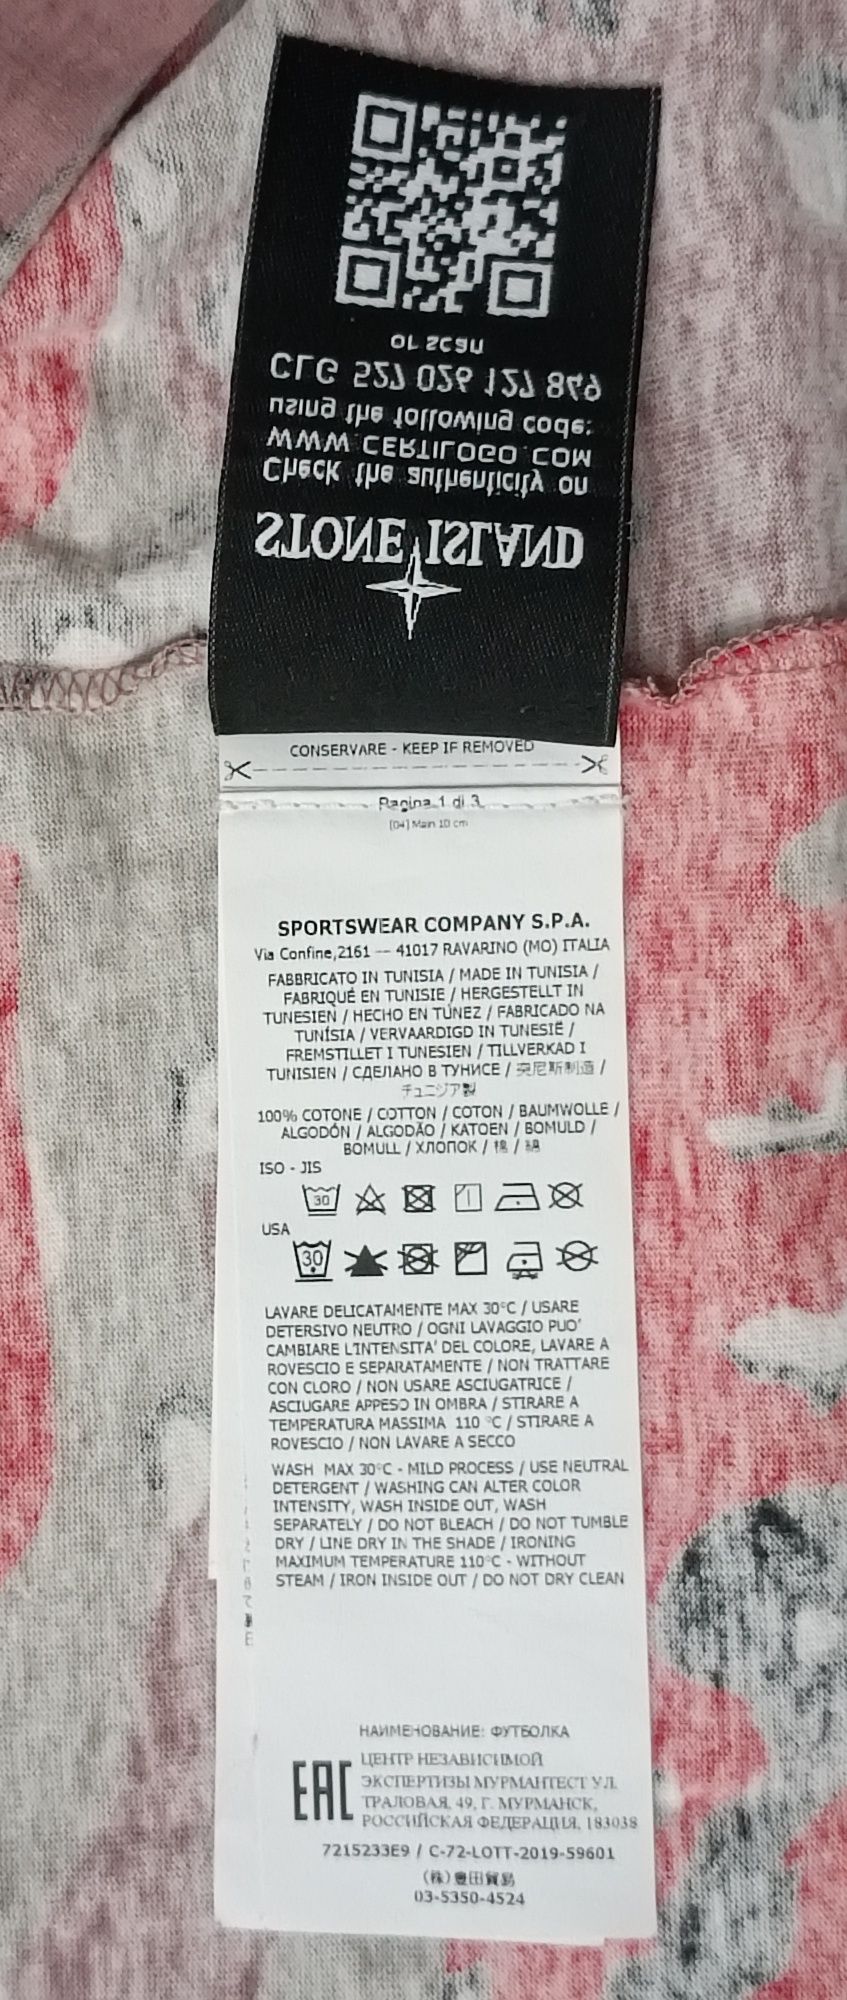 STONE ISLAND
Check the authenticity on
WWW.CERTILOGO.COM
using the following code:
CLG 527 026 127 849
or scan
CONSERVARE - KEEP IF REMOVED
Pagina 1 di 3
[04] Main 10 cm
SPORTSWEAR COMPANY S.P.A.
Via Confine,2161 -- 41017 RAVARINO (MO) ITALIA
FABBRICATO IN TUNISIA / MADE IN TUNISIA /
FABRIQUÉ EN TUNISIE / HERGESTELLT IN
TUNESIEN / HECHO EN TÚNEZ / FABRICADO NA
TUNÍSIA / VERVAARDIGD IN TUNESIË /
FREMSTILLET I TUNESIEN / TILLVERKAD I
TUNISIEN / СДЕЛАНО В ТУНИСЕ / 突尼斯制造 /
チュニジア製
100% COTONE / COTTON / COTON / BAUMWOLLE /
ALGODÓN / ALGODÃO / KATOEN / BOMULD /
BOMULL / ХЛОПОК / 棉 / 綿
ISO - JIS
30
USA
30
LAVARE DELICATAMENTE MAX 30°C / USARE
DETERSIVO NEUTRO / OGNI LAVAGGIO PUO'
CAMBIARE L'INTENSITA' DEL COLORE, LAVARE A
ROVESCIO E SEPARATAMENTE / NON TRATTARE
CON CLORO / NON USARE ASCIUGATRICE /
ASCIUGARE APPESO IN OMBRA / STIRARE A
TEMPERATURA MASSIMA 110 °C / STIRARE A
ROVESCIO / NON LAVARE A SECCO
WASH MAX 30°C - MILD PROCESS / USE NEUTRAL
DETERGENT / WASHING CAN ALTER COLOR
INTENSITY, WASH INSIDE OUT, WASH
SEPARATELY / DO NOT BLEACH / DO NOT TUMBLE
DRY / LINE DRY IN THE SHADE / IRONING
MAXIMUM TEMPERATURE 110°C - WITHOUT
STEAM / IRON INSIDE OUT / DO NOT DRY CLEAN
НАИМЕНОВАНИЕ: ФУТБОЛКА
EAC
ЦЕНТР НЕЗАВИСИМОЙ
ЭКСПЕРТИЗЫ МУРМАНТЕСТ УЛ.
ТРАЛОВАЯ, 49, Г. МУРМАНСК,
РОССИЙСКАЯ ФЕДЕРАЦИЯ, 183038
7215233E9 / C-72-LOTT-2019-59601
(株)豊田貿易
03-5350-4524